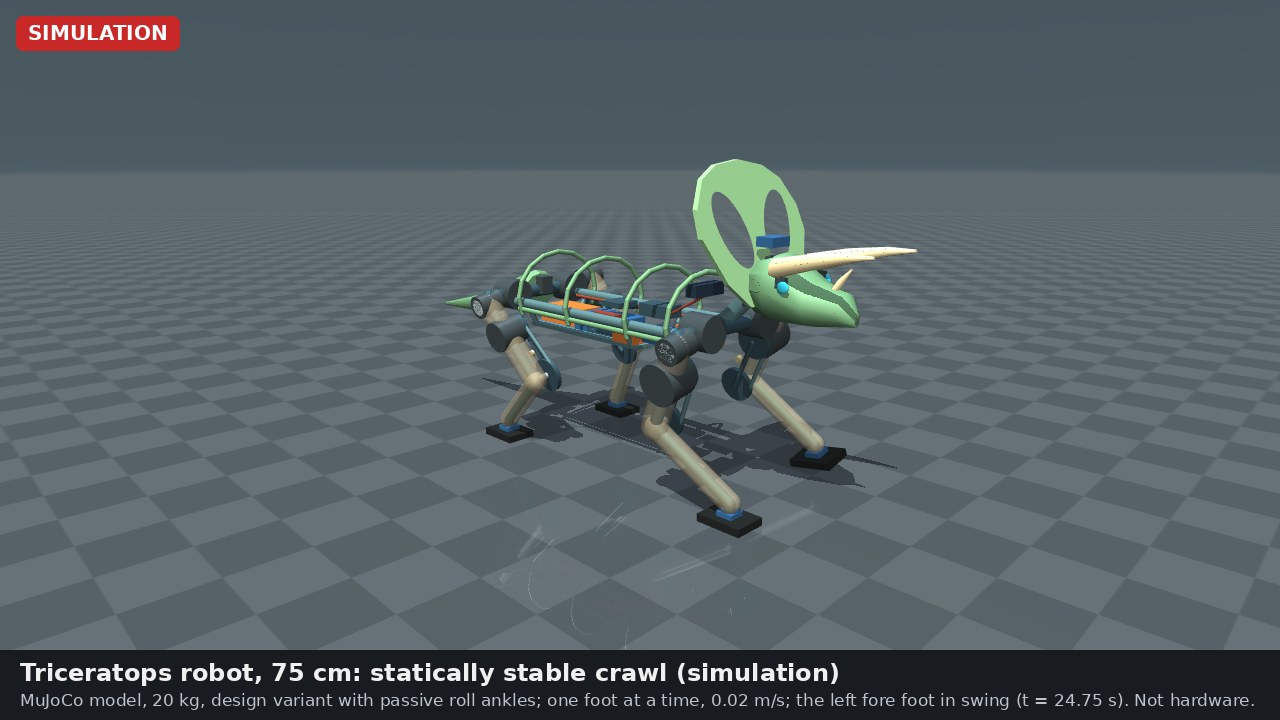 SIMULATION
Triceratops robot, 75 cm: statically stable crawl (simulation)
MuJoCo model, 20 kg, design variant with passive roll ankles; one foot at a time, 0.02 m/s; the left fore foot in swing (t = 24.75 s). Not hardware.